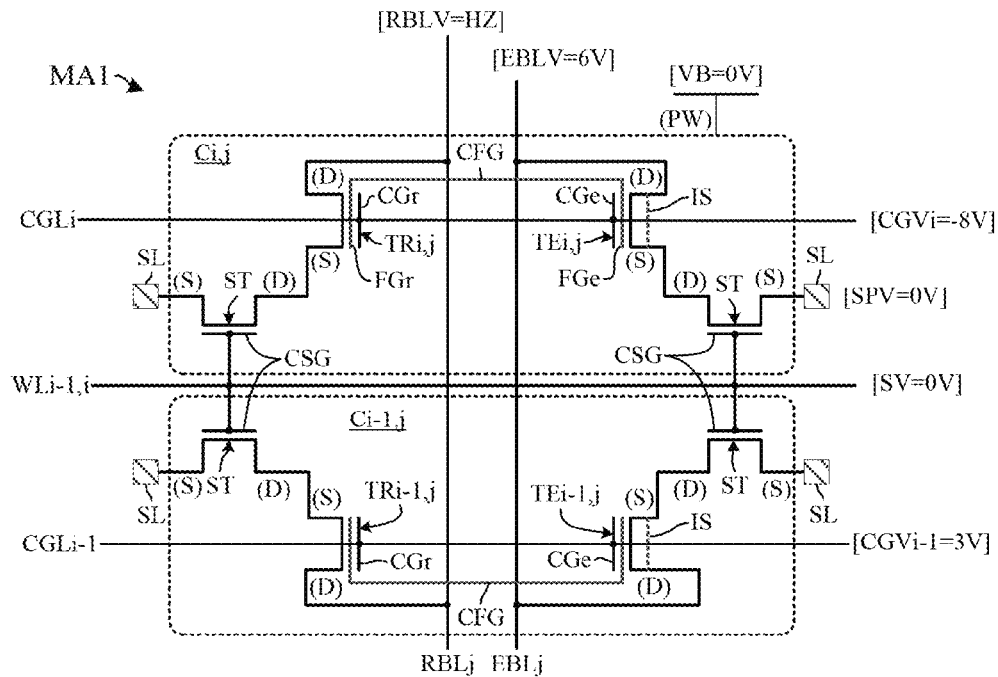 [RBLV=HZ]
[EBLV=6V]
MA1
[VB=0V]
(PW)
Ci,j
CFG
(D) (D)
CGr CGe IS
CGLi [CGVi=-8V]
TRi,j TEi,j
(S) (S)
SL FGr FGe SL
(S) ST (D) (D) ST (S)
[SPV=0V]
CSG CSG
WLi-1,i [SV=0V]
Ci-1,j
(S) ST (D) (S) TRi-1,j TEi-1,j (S) (D) ST (S)
SL IS SL
CGLi-1 [CGVi-1=3V]
CGr CGe
(D) (D)
CFG
RBLj EBLj